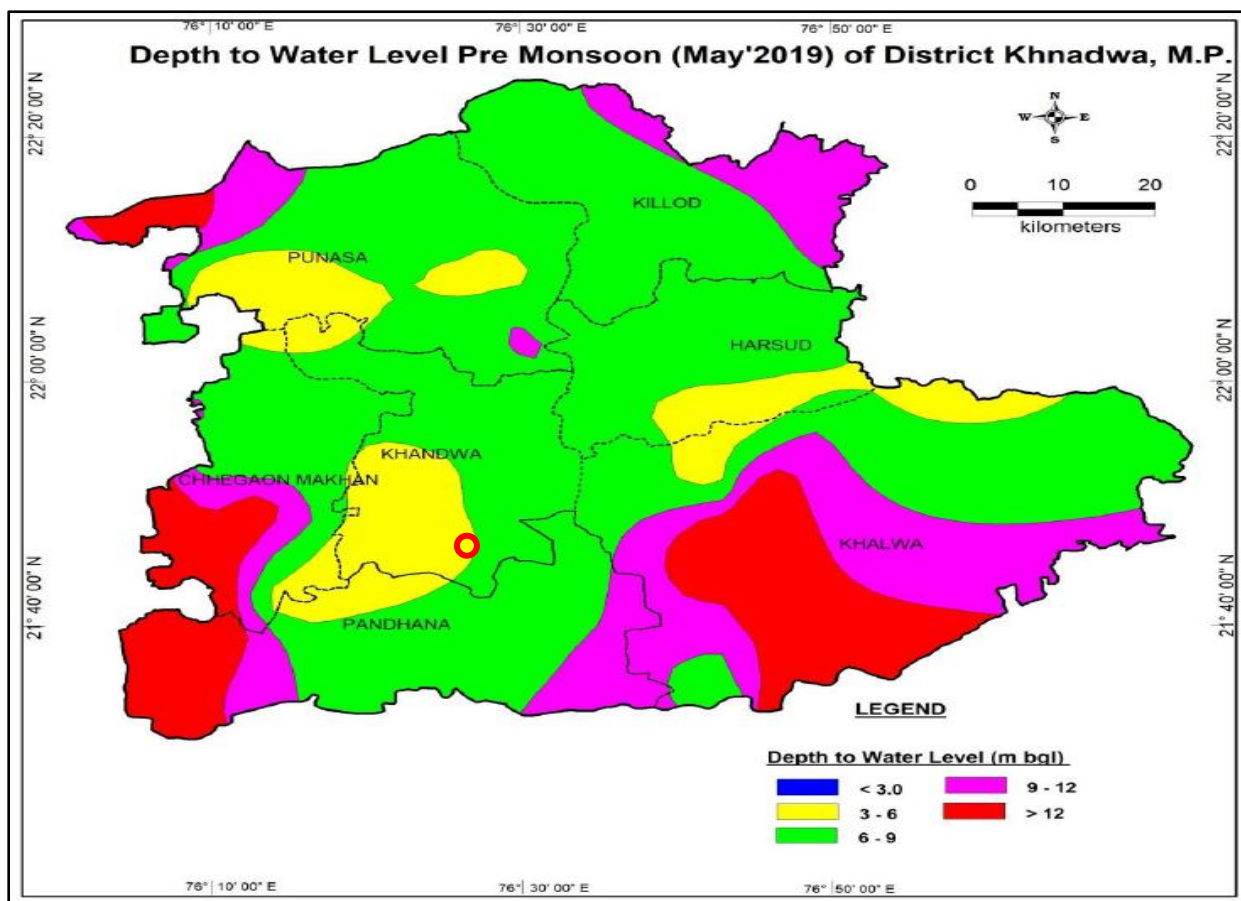 76° 10' 00" E
76° 30' 00" E
76° 50' 00" E
Depth to Water Level Pre Monsoon (May'2019) of District Khnadwa, M.P.
22° 20' 00" N
22° 20' 00" N
N
W
E
S
0 10 20
kilometers
KILLOD
PUNASA
HARSUD
22° 00' 00" N
22° 00' 00" N
KHANDWA
CHHEGAON MAKHAN
KHALWA
21° 40' 00" N
21° 40' 00" N
PANDHANA
LEGEND
Depth to Water Level (m bgl)
< 3.0
9 - 12
3 - 6
> 12
6 - 9
76° 10' 00" E
76° 30' 00" E
76° 50' 00" E